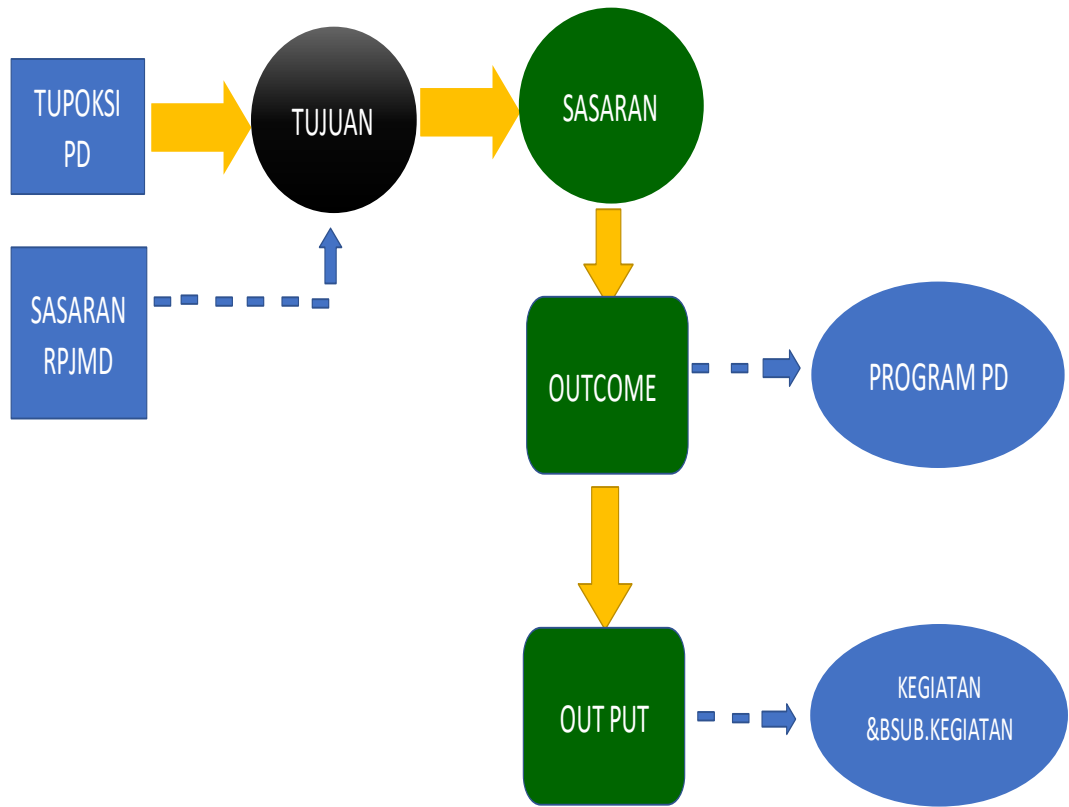 TUPOKSI
PD
TUJUAN
SASARAN
SASARAN
RPJMD
OUTCOME
PROGRAM PD
OUT PUT
KEGIATAN
&BSUB.KEGIATAN